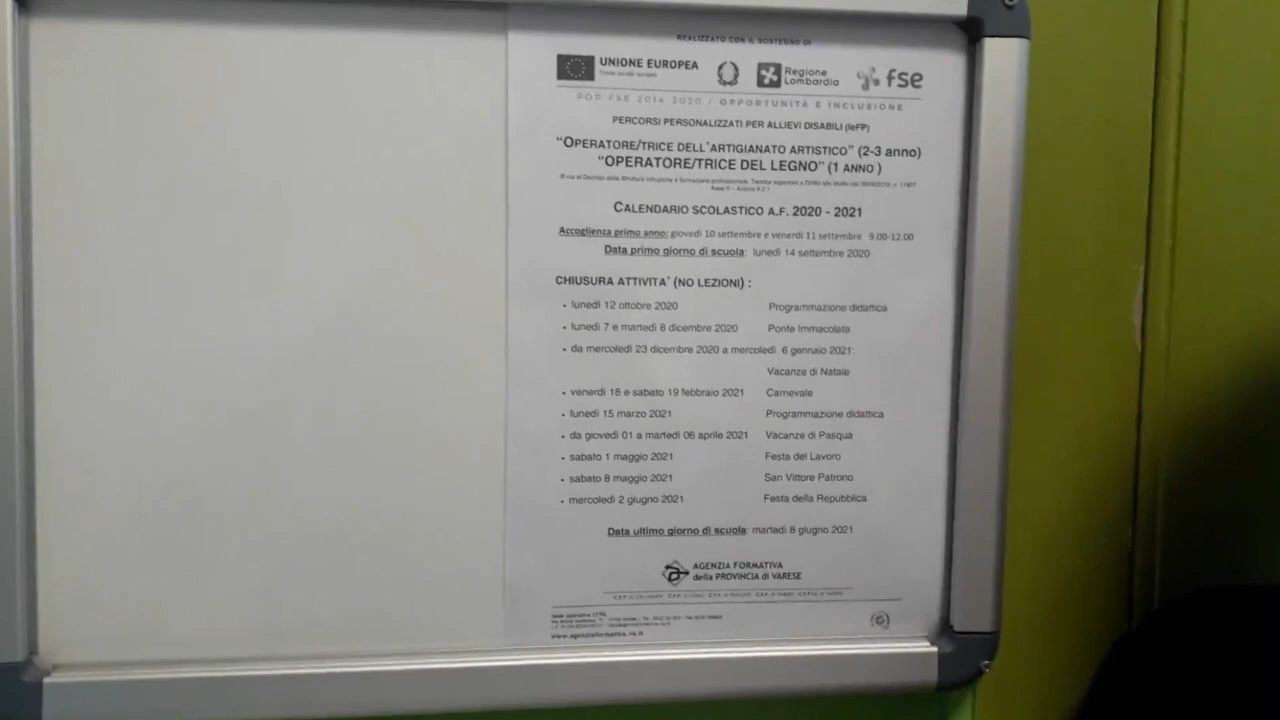 REALIZZATO CON IL SOSTEGNO DI
UNIONE EUROPEA
Fondo sociale europeo
Regione
Lombardia
fse
POR FSE 2014 2020 / OPPORTUNITÀ E INCLUSIONE
PERCORSI PERSONALIZZATI PER ALLIEVI DISABILI (IeFP)
“OPERATORE/TRICE DELL'ARTIGIANATO ARTISTICO” (2-3 anno)
“OPERATORE/TRICE DEL LEGNO” (1 ANNO )
CALENDARIO SCOLASTICO A.F. 2020 - 2021
Accoglienza primo anno: giovedì 10 settembre e venerdì 11 settembre 9.00-12.00
Data primo giorno di scuola: lunedì 14 settembre 2020
CHIUSURA ATTIVITA' (NO LEZIONI) :
• lunedì 12 ottobre 2020 Programmazione didattica
• lunedì 7 e martedì 8 dicembre 2020 Ponte Immacolata
• da mercoledì 23 dicembre 2020 a mercoledì 6 gennaio 2021:
Vacanze di Natale
• venerdì 18 e sabato 19 febbraio 2021 Carnevale
• lunedì 15 marzo 2021 Programmazione didattica
• da giovedì 01 a martedì 06 aprile 2021 Vacanze di Pasqua
• sabato 1 maggio 2021 Festa del Lavoro
• sabato 8 maggio 2021 San Vittore Patrono
• mercoledì 2 giugno 2021 Festa della Repubblica
Data ultimo giorno di scuola: martedì 8 giugno 2021
AGENZIA FORMATIVA
della PROVINCIA di VARESE
www.agenziaformativa.va.it